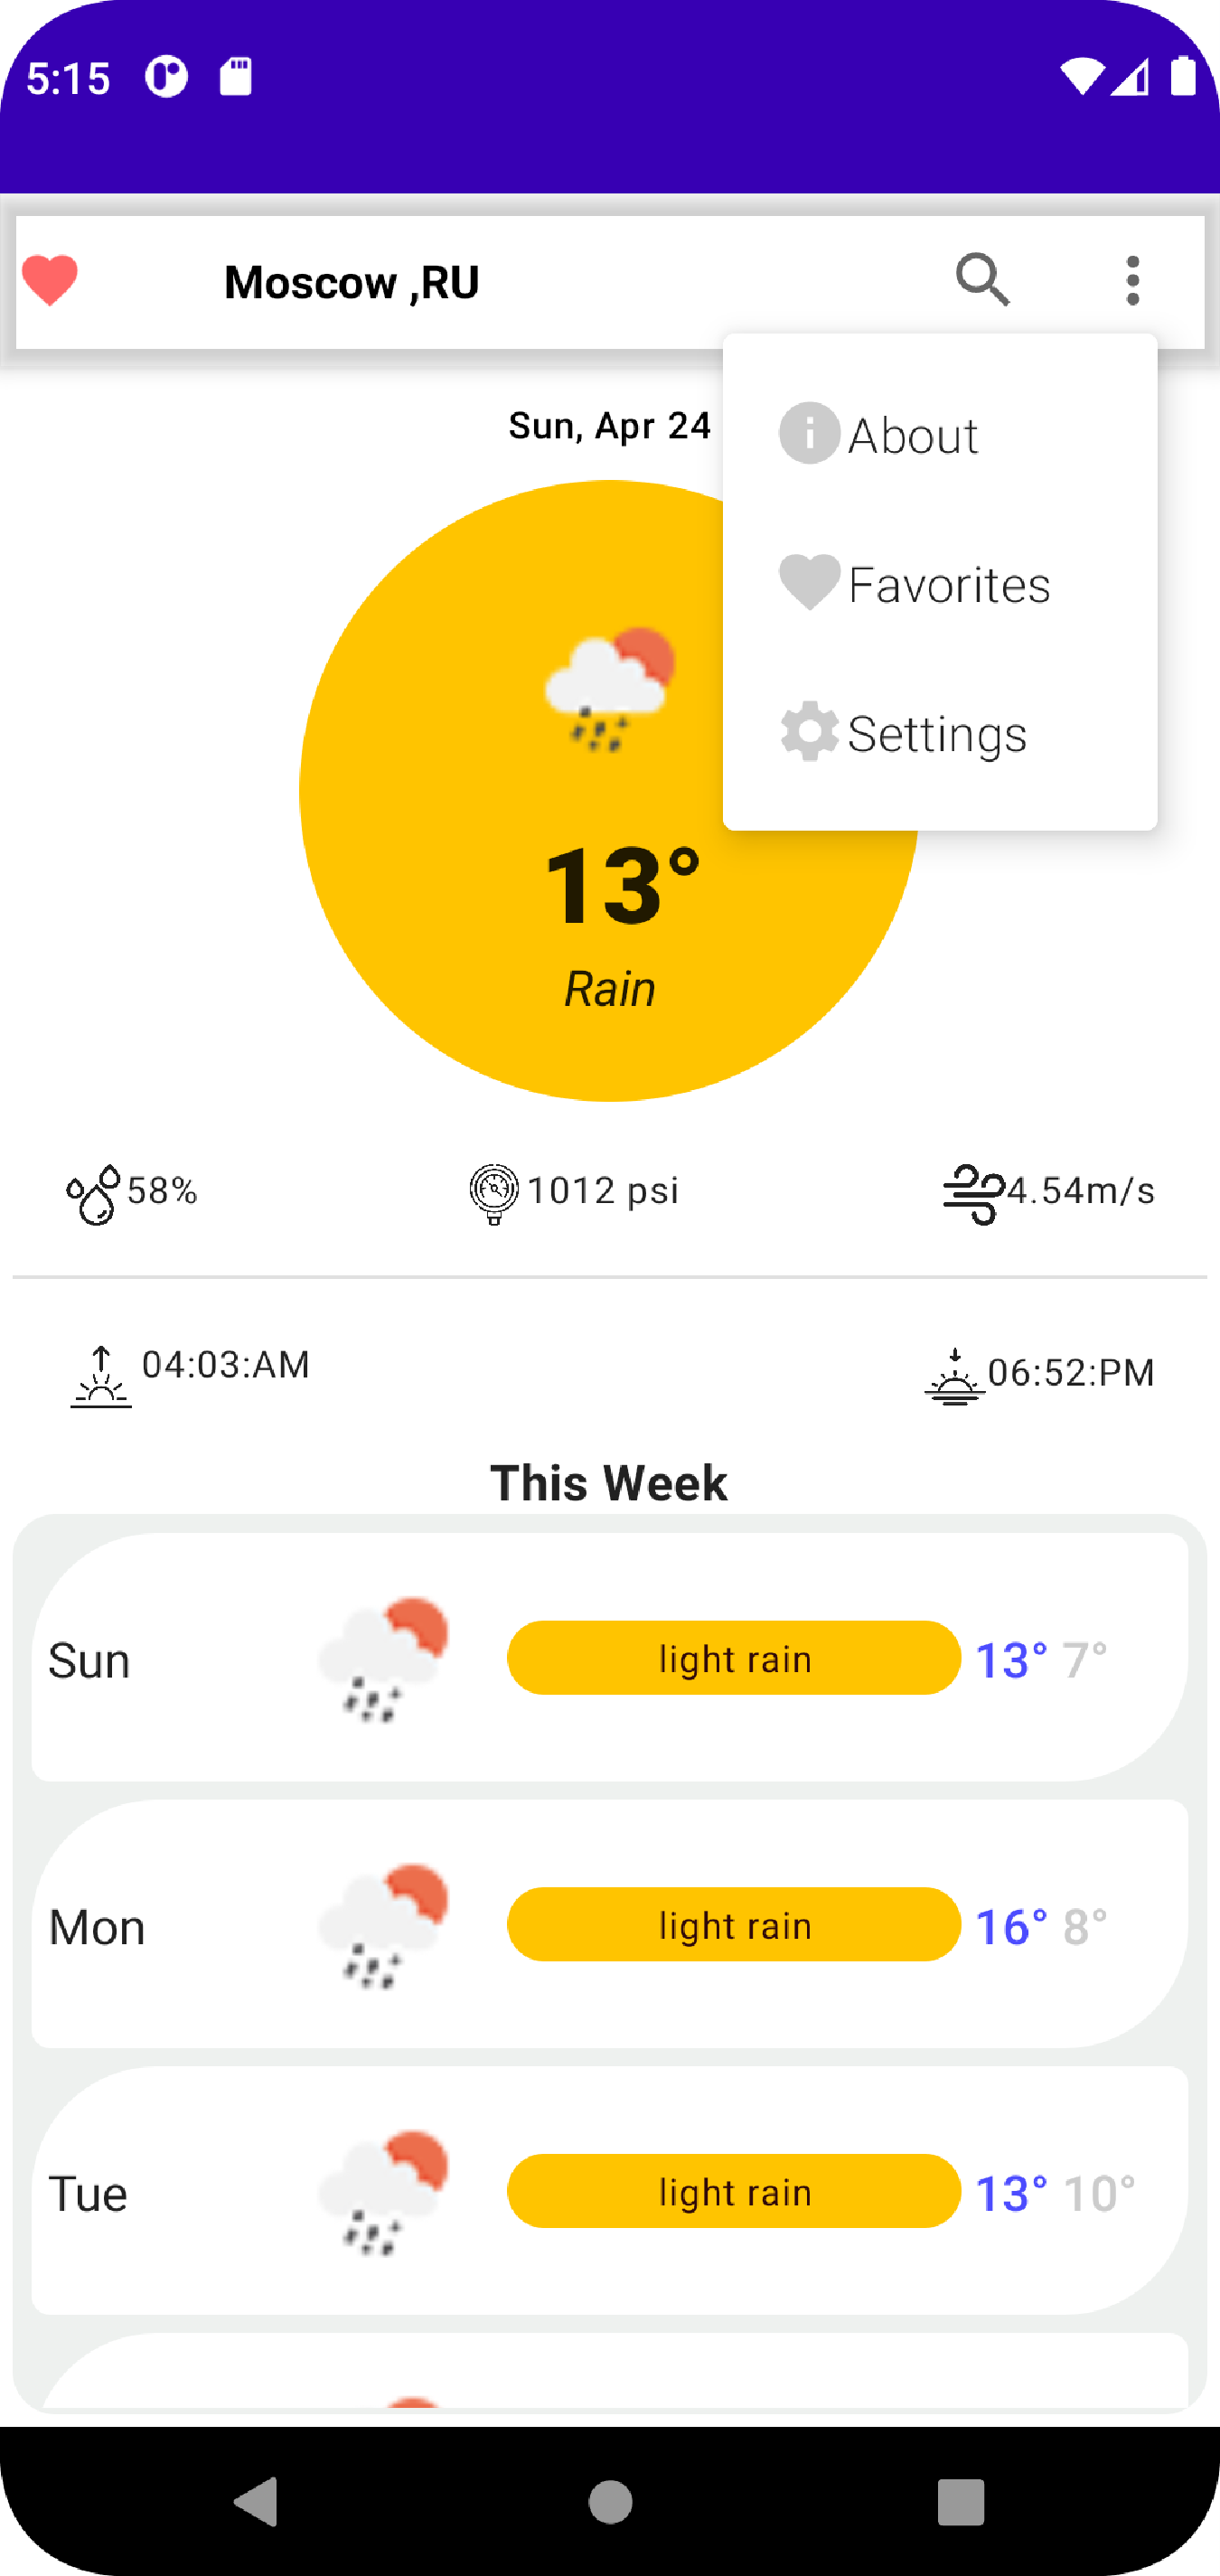 5:15
Moscow ,RU
About
Favorites
Settings
Sun, Apr 24
13°
Rain
58%
1012 psi
4.54m/s
04:03:AM
06:52:PM
This Week
Sun light rain 13° 7°
Mon light rain 16° 8°
Tue light rain 13° 10°